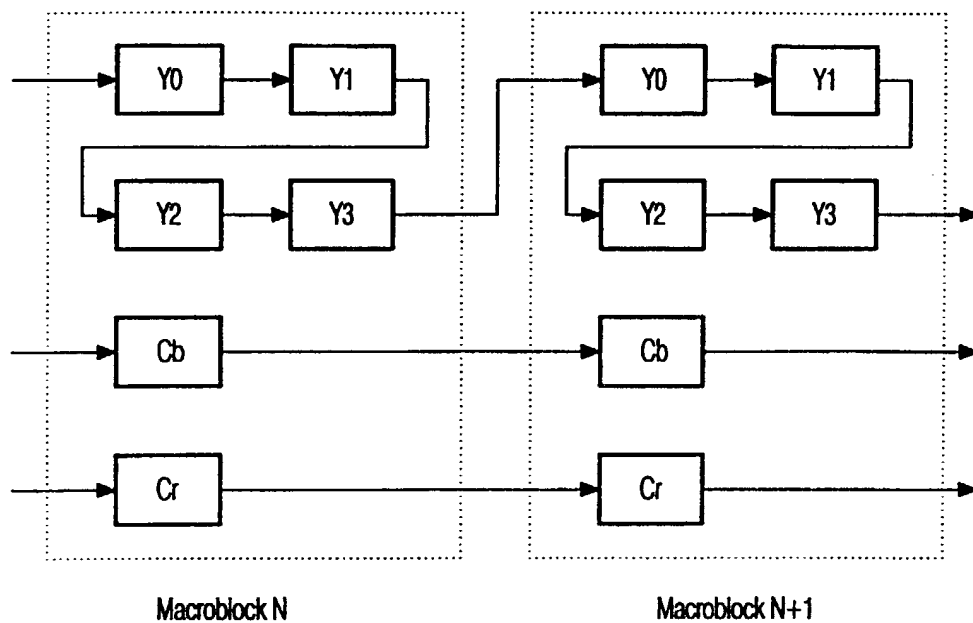 Y0 Y1 Y0 Y1
Y2 Y3 Y2 Y3
Cb Cb
Cr Cr
Macroblock N Macroblock N+1